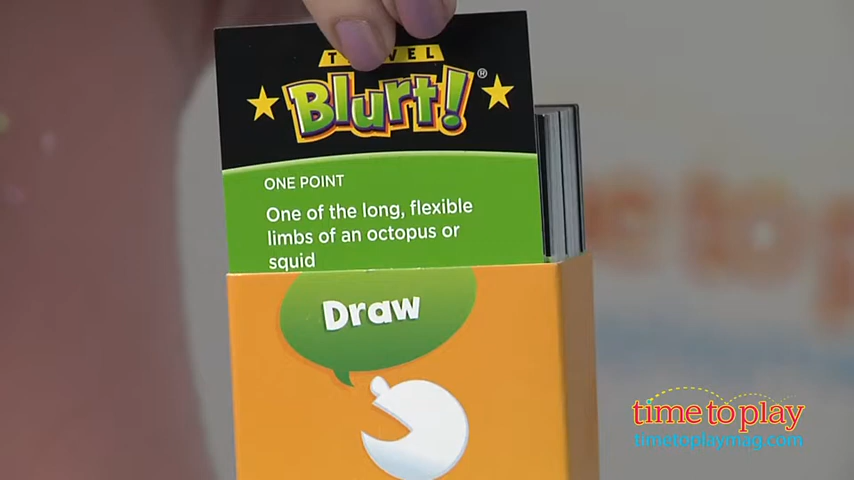 Blurt!®
ONE POINT
One of the long, flexible
limbs of an octopus or
squid
Draw
time to play
timetoplaymag.com